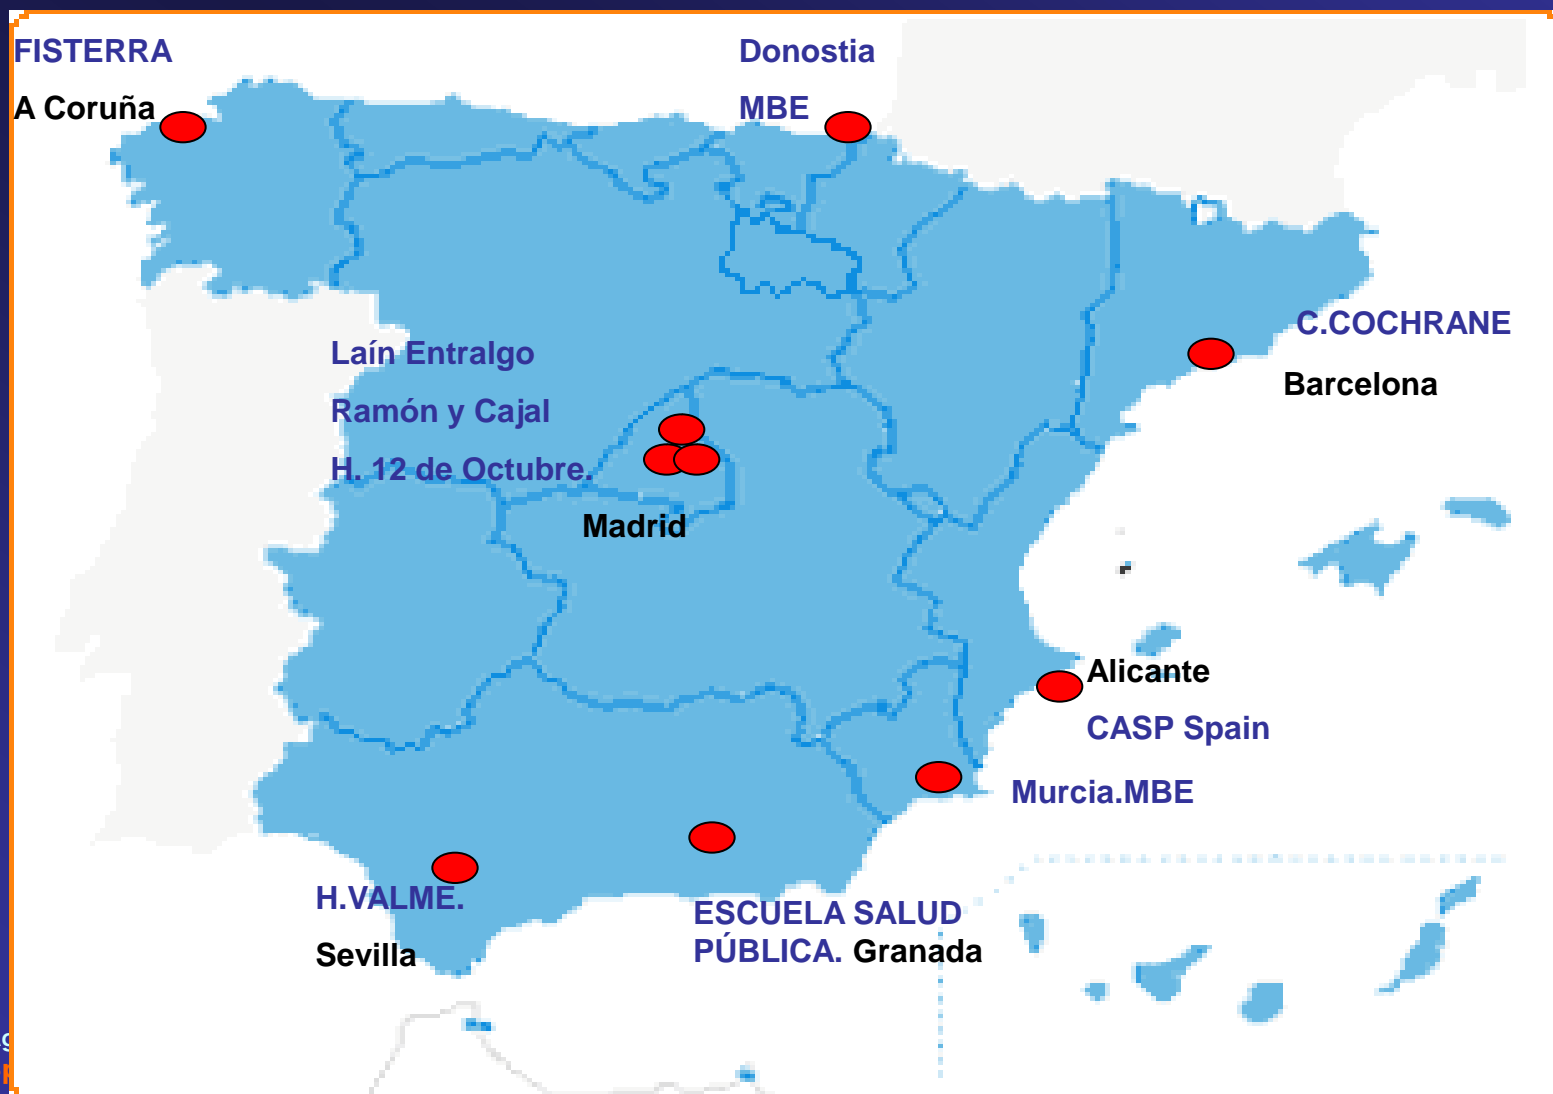 FISTERRA
A Coruña
Donostia
MBE
C.COCHRANE
Barcelona
Laín Entralgo
Ramón y Cajal
H. 12 de Octubre.
Madrid
Alicante
CASP Spain
Murcia.MBE
H.VALME.
Sevilla
ESCUELA SALUD
PÚBLICA. Granada